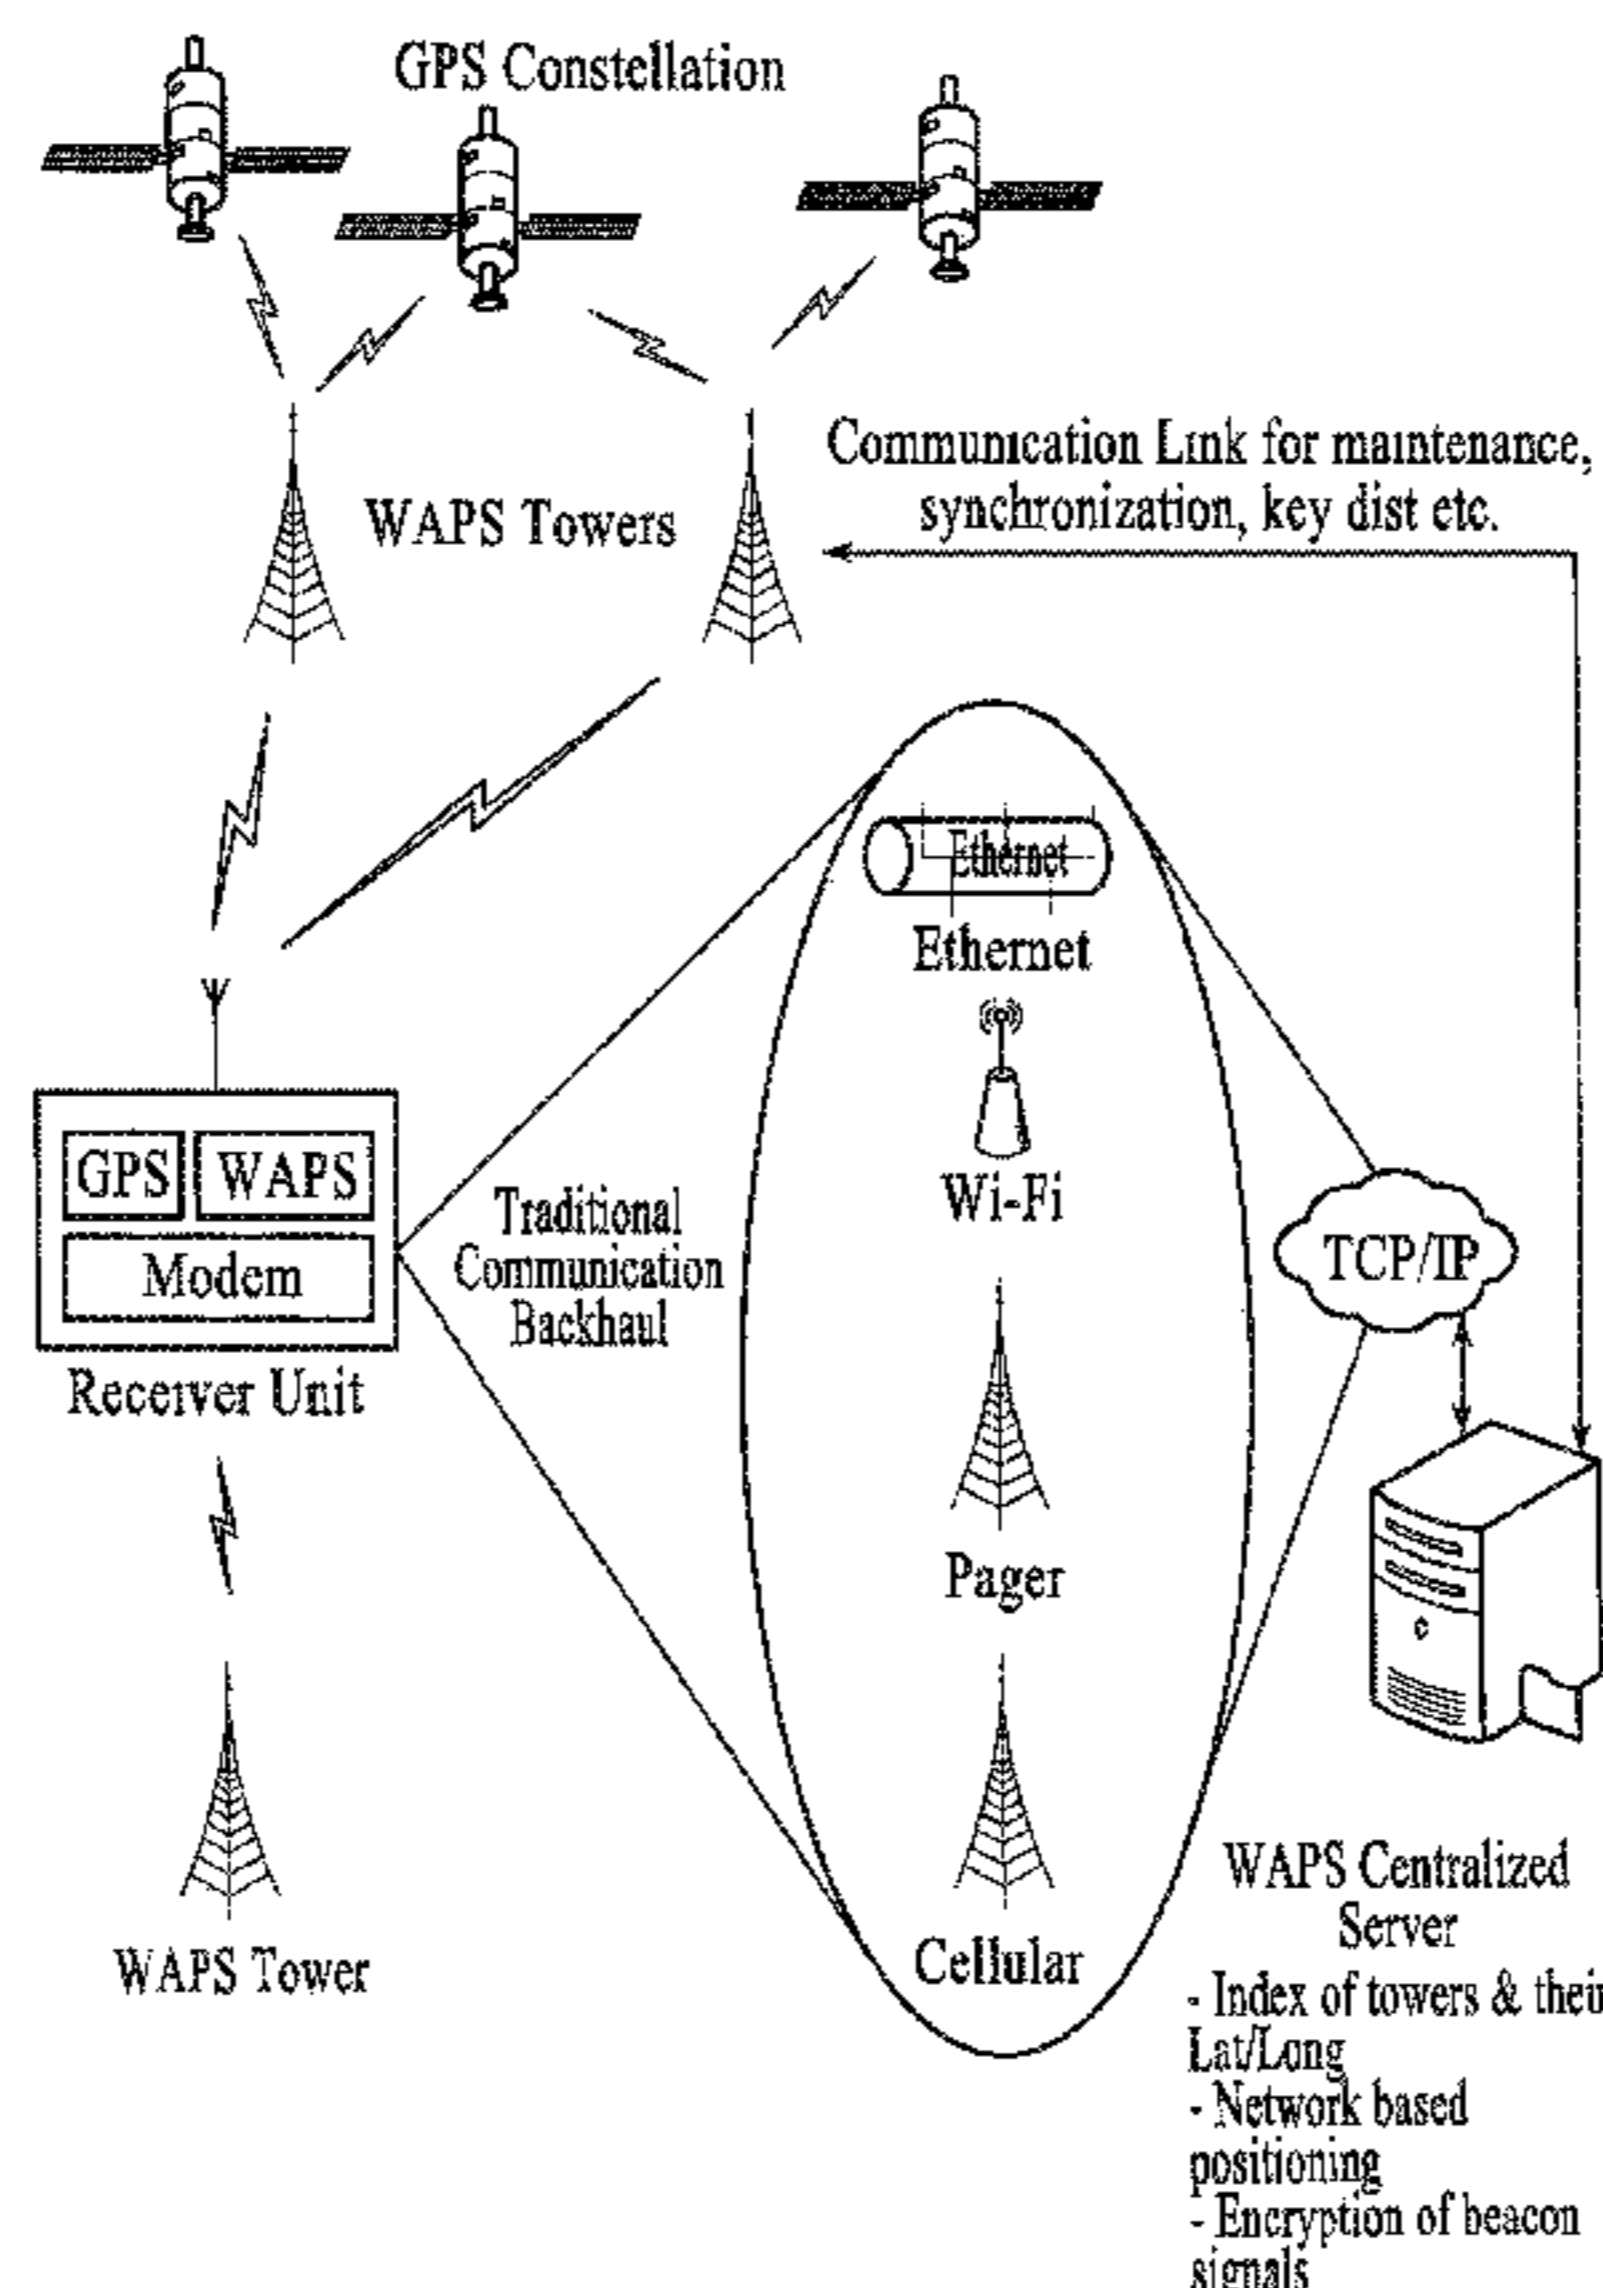 GPS Constellation
Communication Link for maintenance,
synchronization, key dist etc.
WAPS Towers
Ethernet
Ethernet
Wi-Fi
GPS
WAPS
Modem
Receiver Unit
Traditional
Communication
Backhaul
TCP/IP
Pager
Cellular
WAPS Tower
WAPS Centralized
Server
- Index of towers & their
Lat/Long
- Network based
positioning
- Encryption of beacon
signals